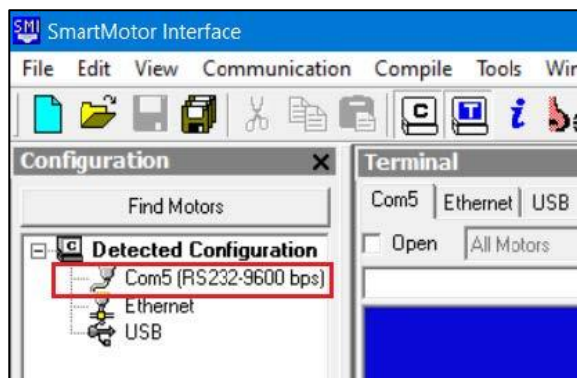 SMI SmartMotor Interface
File Edit View Communication Compile Tools
C T i
Configuration X
Find Motors
C Detected Configuration
Com5 (RS232-9600 bps)
Ethernet
USB
Terminal
Com5 Ethernet USB
Open All Motors